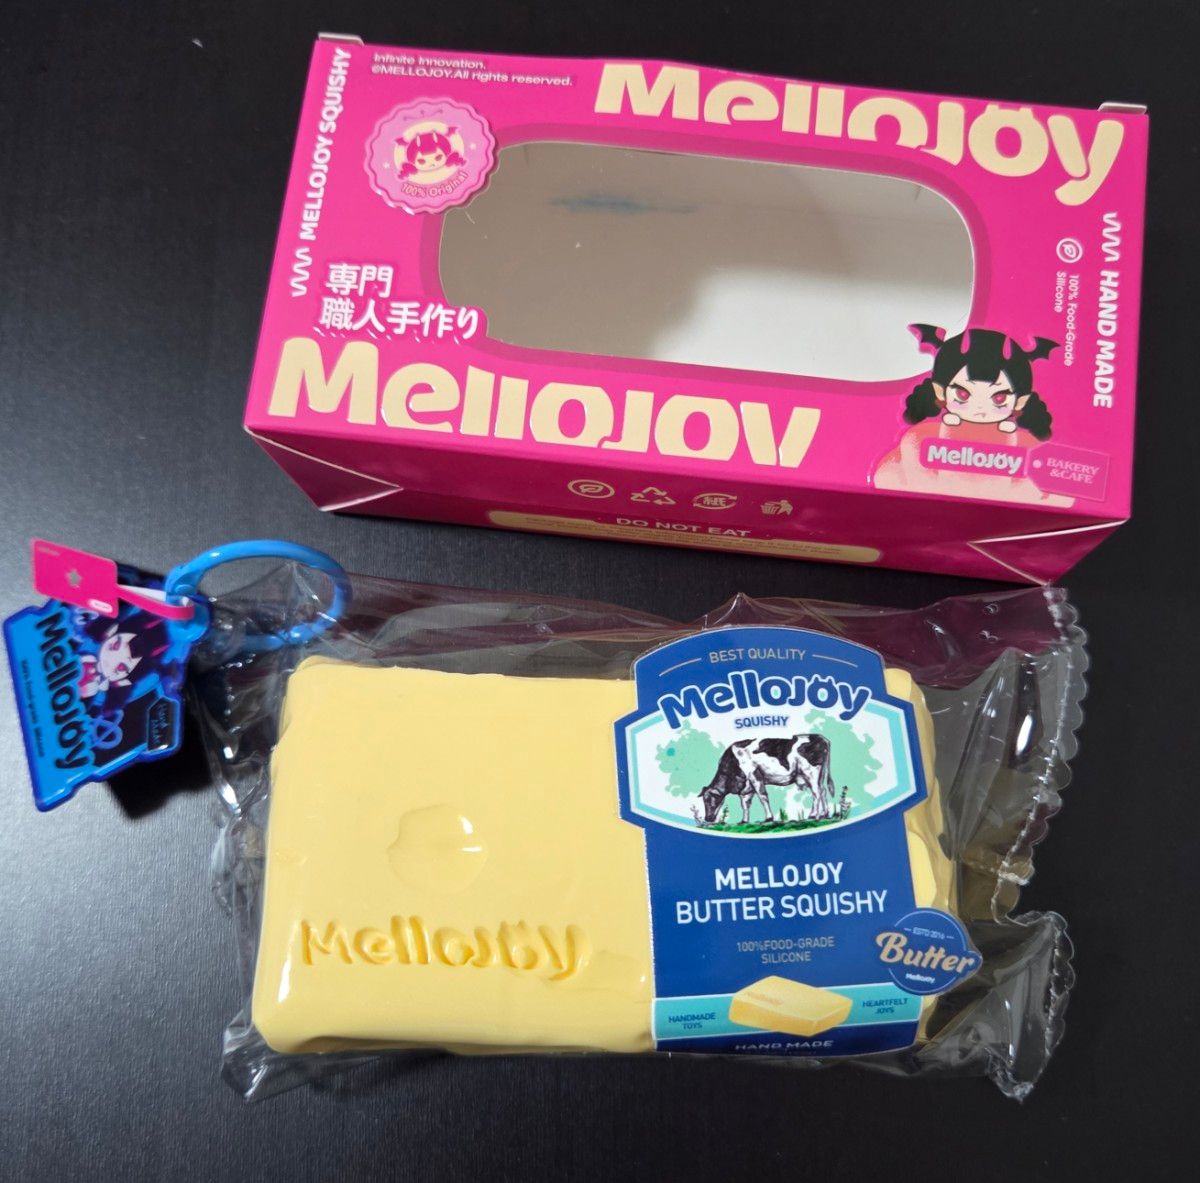 Infinite Innovation.
©MELLOJOY.All rights reserved.
Mellojoy
MELLOJOY SQUISHY
100% Original
専門
職人手作り
HAND MADE
100% Food-Grade
Silicone
Mellojoy
Mellojoy
BAKERY
&CAFE
紙
DO NOT EAT
Mellojoy
BEST QUALITY
Mellojoy
SQUISHY
MELLOJOY
BUTTER SQUISHY
100%FOOD-GRADE
SILICONE
Butter
Mellojoy
HANDMADE
TOYS
HEARTFELT
JOYS
HAND MADE
Mellojoy